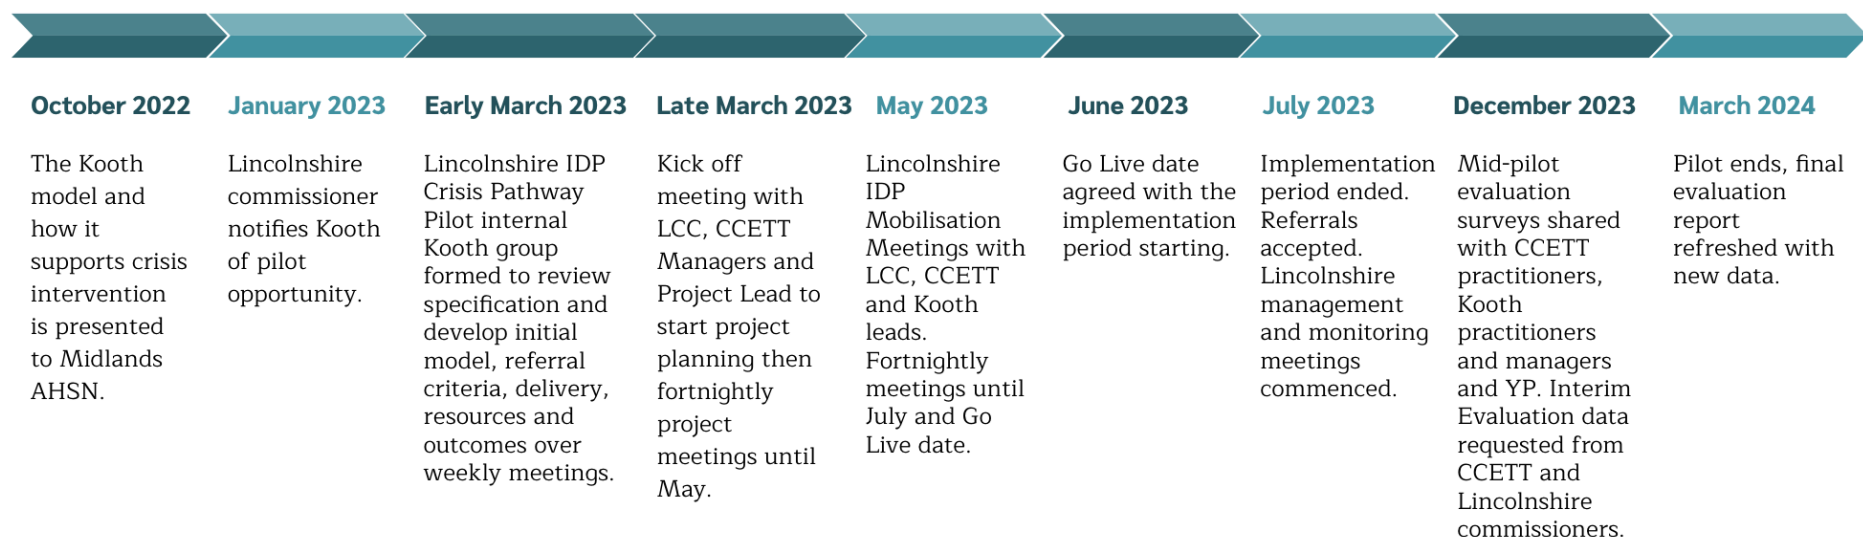 October 2022
The Kooth
model and
how it
supports crisis
intervention
is presented
to Midlands
AHSN.
January 2023
Lincolnshire
commissioner
notifies Kooth
of pilot
opportunity.
Early March 2023
Lincolnshire IDP
Crisis Pathway
Pilot internal
Kooth group
formed to review
specification and
develop initial
model, referral
criteria, delivery,
resources and
outcomes over
weekly meetings.
Late March 2023
Kick off
meeting with
LCC, CCETT
Managers and
Project Lead to
start project
planning then
fortnightly
project
meetings until
May.
May 2023
Lincolnshire
IDP
Mobilisation
Meetings with
LCC, CCETT
and Kooth
leads.
Fortnightly
meetings until
July and Go
Live date.
June 2023
Go Live date
agreed with the
implementation
period starting.
July 2023
Implementation
period ended.
Referrals
accepted.
Lincolnshire
management
and monitoring
meetings
commenced.
December 2023
Mid-pilot
evaluation
surveys shared
with CCETT
practitioners,
Kooth
practitioners
and managers
and YP. Interim
Evaluation data
requested from
CCETT and
Lincolnshire
commissioners.
March 2024
Pilot ends, final
evaluation
report
refreshed with
new data.